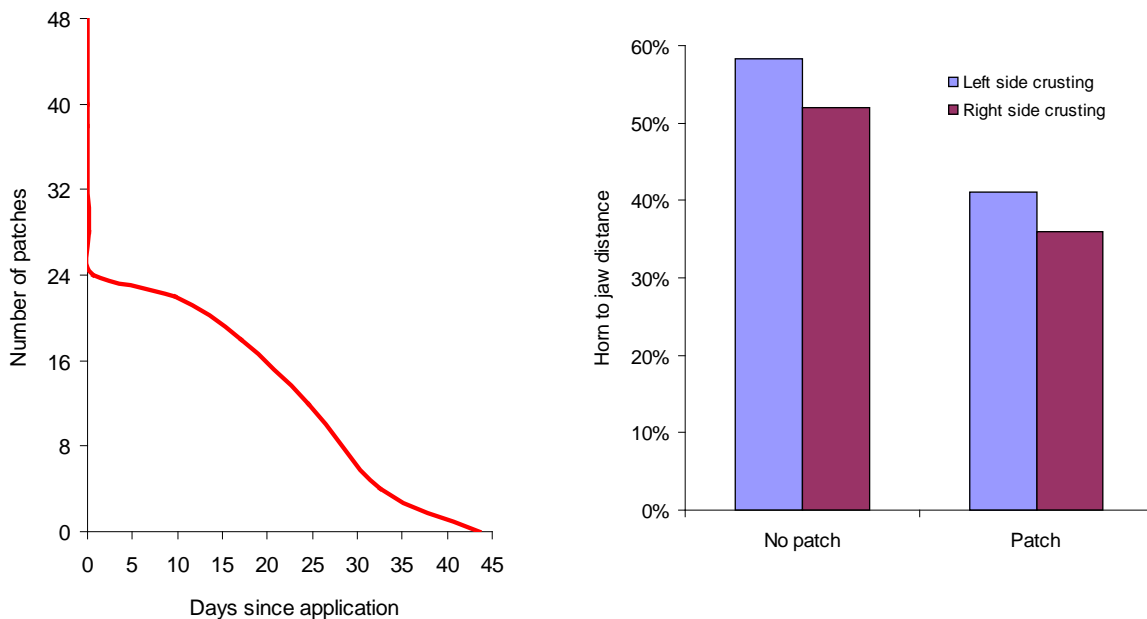 Number of patches
48
40
32
24
16
8
0
0 5 10 15 20 25 30 35 40 45
Days since application
Horn to jaw distance
60%
50%
40%
30%
20%
10%
0%
Left side crusting
Right side crusting
No patch Patch